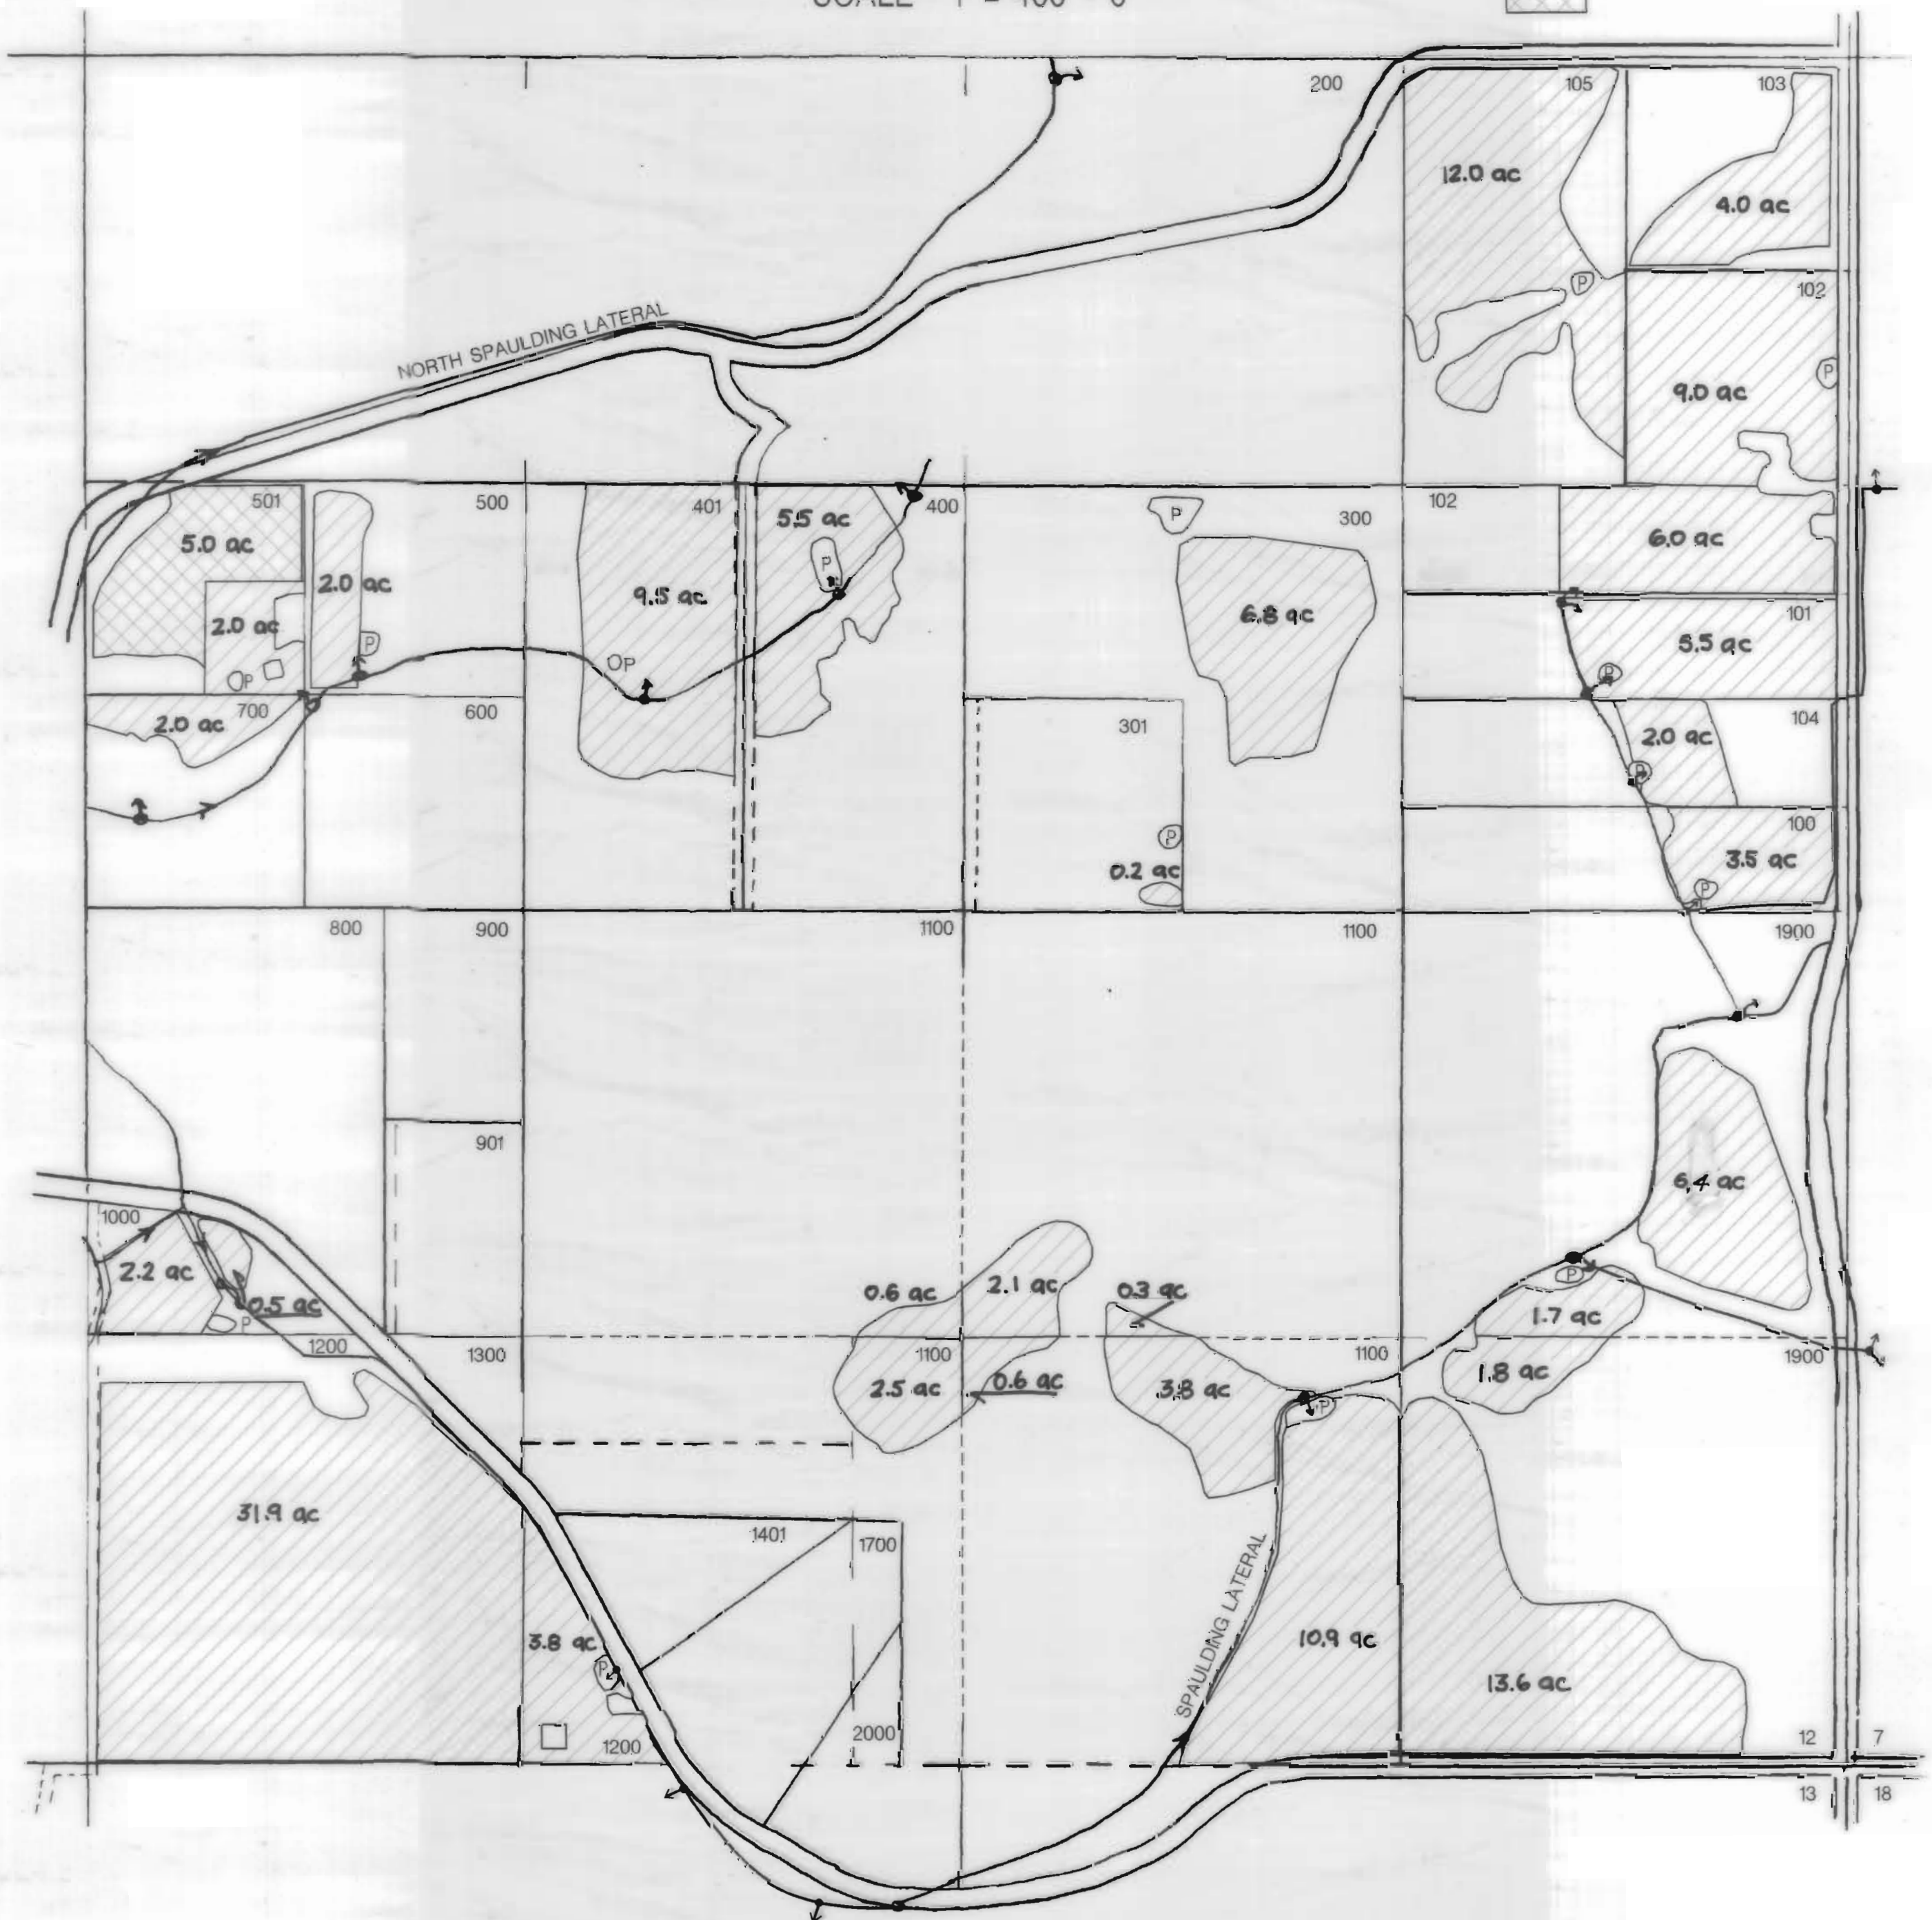 200
105
103
12.0 ac
4.0 ac
P
102
NORTH SPAULDING LATERAL
P
9.0 ac
501
500
401
5.5 ac
400
P
300
102
5.0 ac
6.0 ac
P
2.0 ac
9.5 ac
6.8 ac
101
2.0 ac
5.5 ac
P
P
P
P
700
600
301
104
2.0 ac
2.0 ac
P
100
P
3.5 ac
0.2 ac
P
800
900
1100
1100
1900
901
6.4 ac
1000
2.2 ac
P
0.6 ac
2.1 ac
0.3 ac
0.5 ac
1.7 ac
P
1200
1300
1100
1100
1900
2.5 ac
0.6 ac
3.8 ac
1.8 ac
P
31.9 ac
1401
1700
SPAULDING LATERAL
3.8 ac
10.9 ac
P
13.6 ac
1200
2000
12
7
13
18